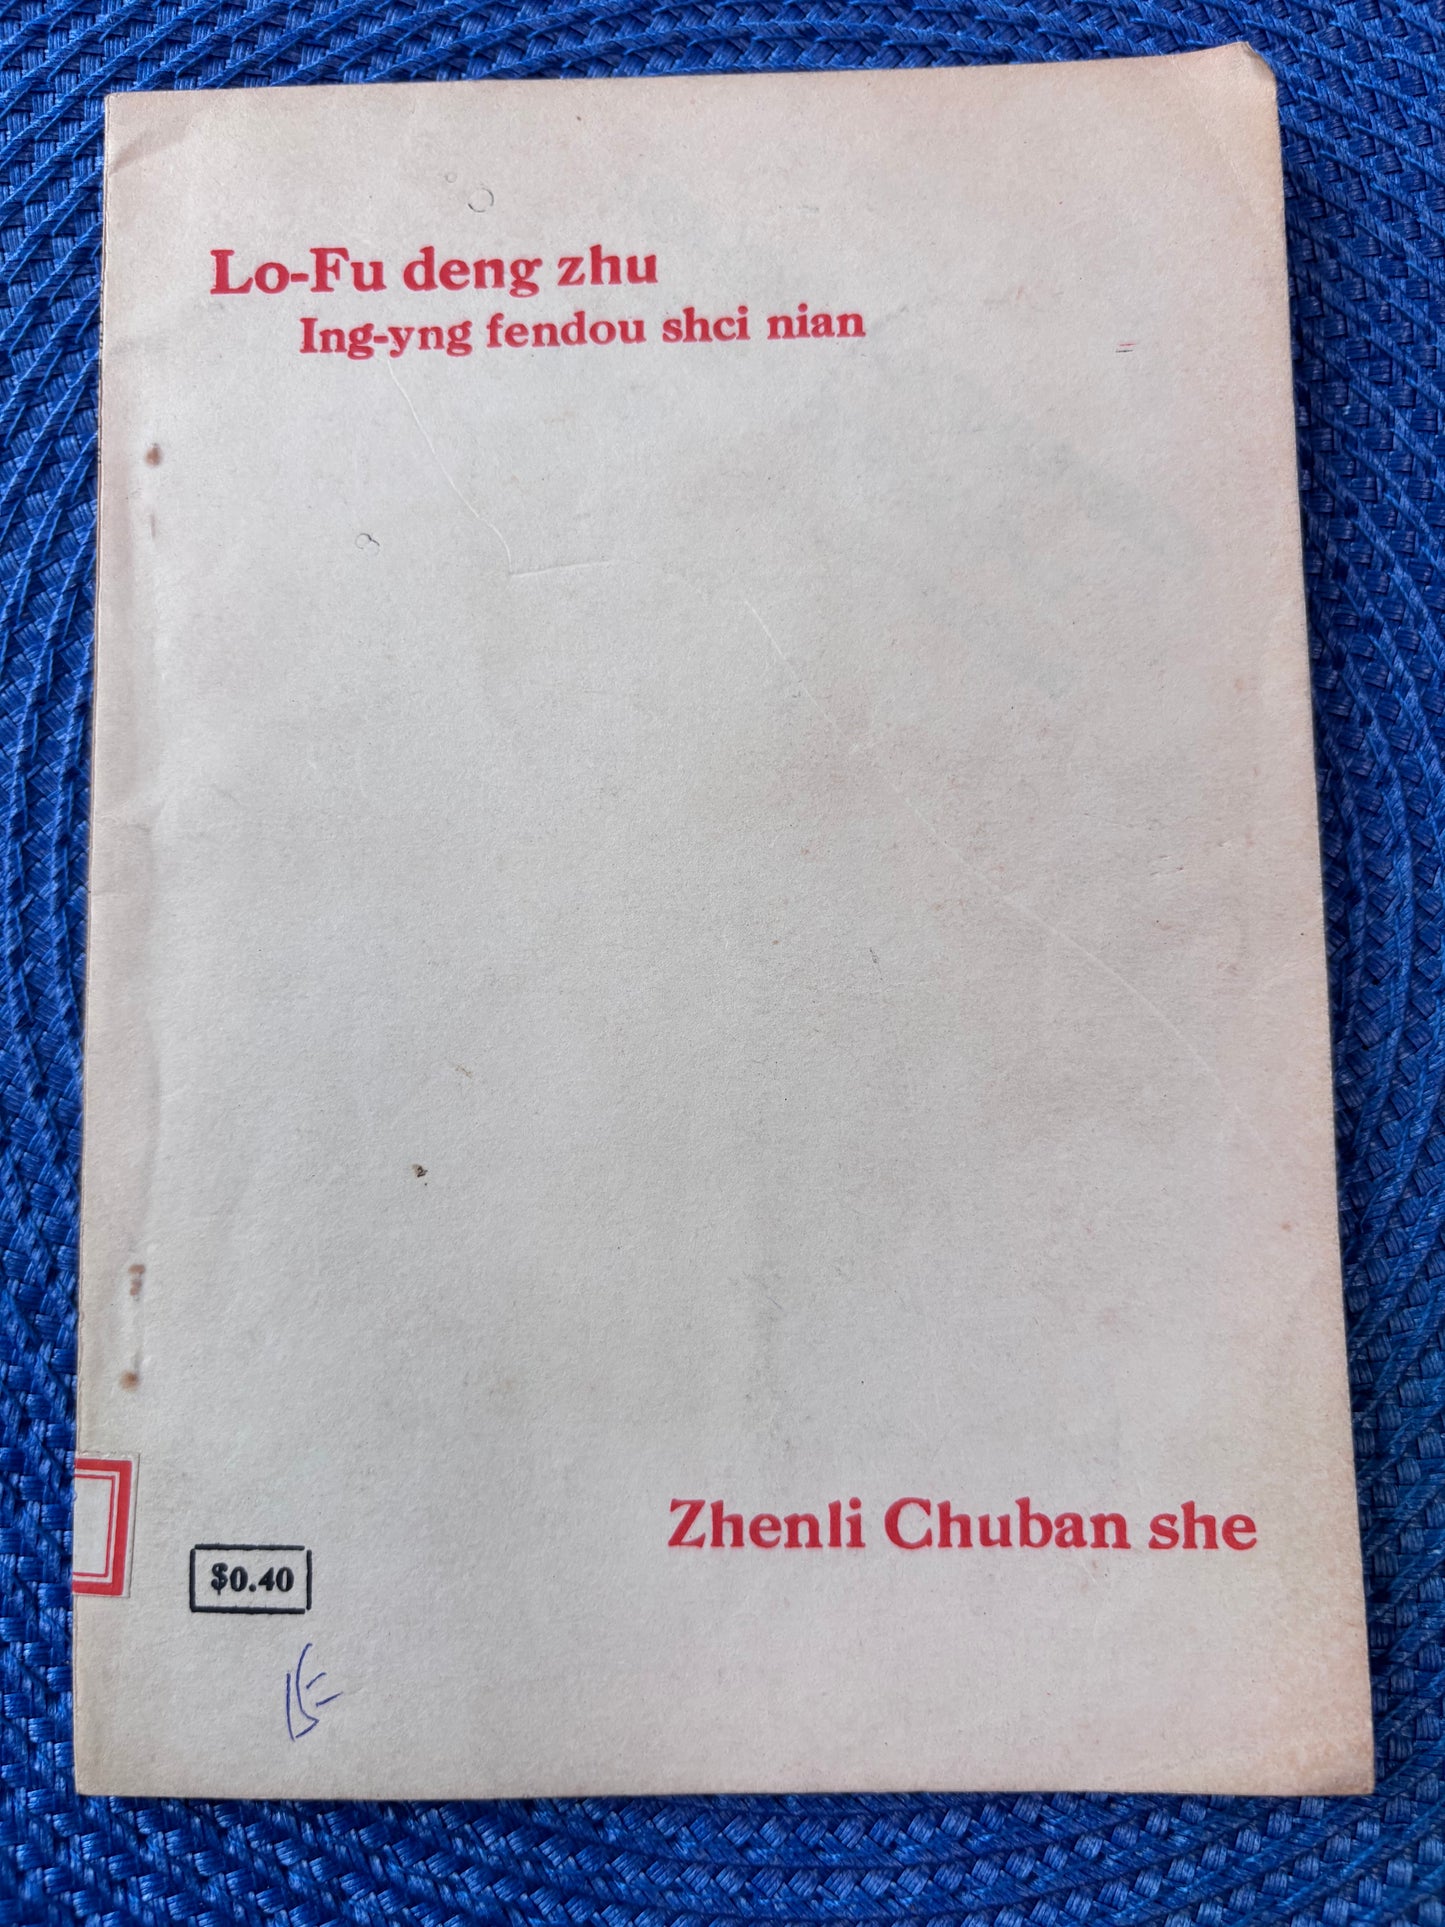 Lo-Fu deng zhu
Ing-yng fendou shci nian
Zhenli Chuban she
$0.40